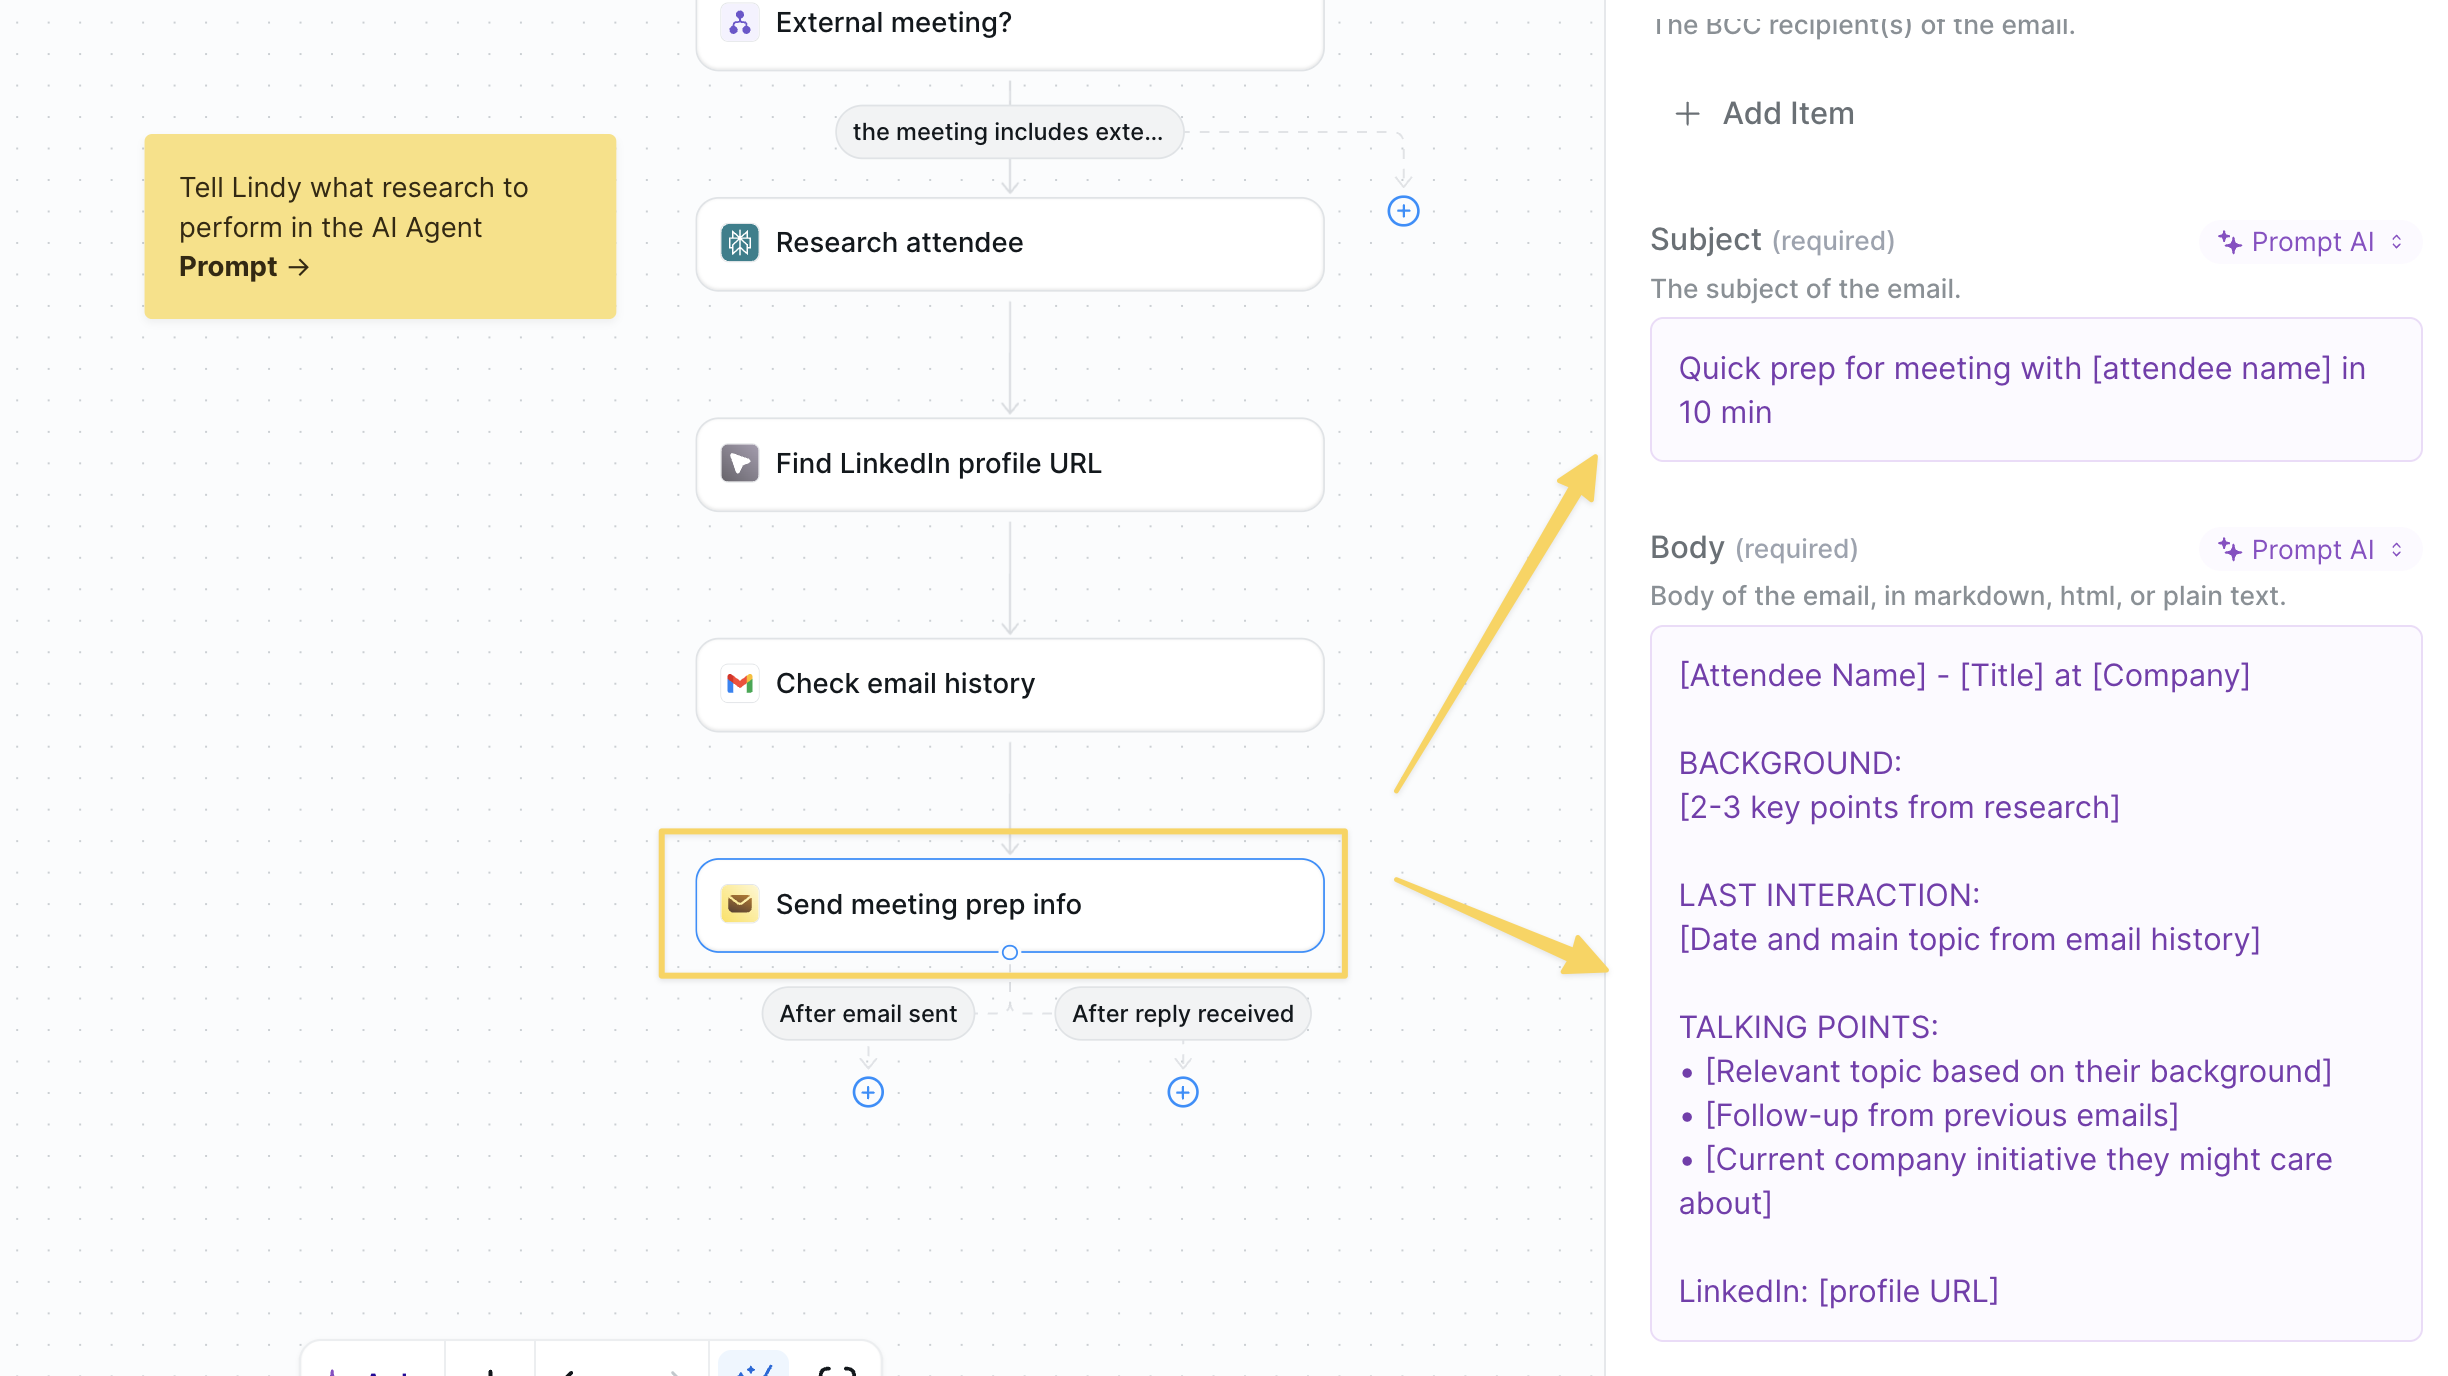 External meeting?
the meeting includes exte...
Tell Lindy what research to
perform in the AI Agent
Prompt →
Research attendee
Find LinkedIn profile URL
Check email history
Send meeting prep info
After email sent
After reply received
The BCC recipient(s) of the email.
+ Add Item
Subject (required)
Prompt AI
The subject of the email.
Quick prep for meeting with [attendee name] in
10 min
Body (required)
Prompt AI
Body of the email, in markdown, html, or plain text.
[Attendee Name] - [Title] at [Company]
BACKGROUND:
[2-3 key points from research]
LAST INTERACTION:
[Date and main topic from email history]
TALKING POINTS:
• [Relevant topic based on their background]
• [Follow-up from previous emails]
• [Current company initiative they might care
about]
LinkedIn: [profile URL]